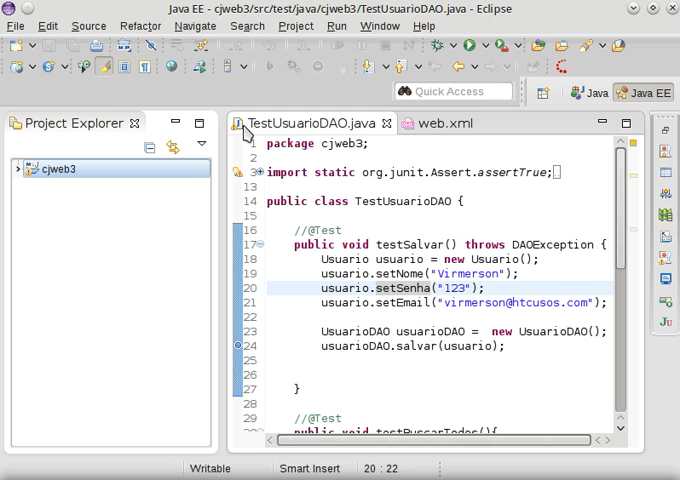 Java EE - cjweb3/src/test/java/cjweb3/TestUsuarioDAO.java - Eclipse
File Edit Source Refactor Navigate Search Project Run Window Help
Quick Access Java Java EE
Project Explorer
cjweb3
TestUsuarioDAO.java web.xml
1 package cjweb3;
2
3 import static org.junit.Assert.assertTrue;
13
14 public class TestUsuarioDAO {
15
16 //@Test
17 public void testSalvar() throws DAOException {
18 Usuario usuario = new Usuario();
19 usuario.setNome("Virmerson");
20 usuario.setSenha("123");
21 usuario.setEmail("virmerson@htcusos.com");
22
23 UsuarioDAO usuarioDAO = new UsuarioDAO();
24 usuarioDAO.salvar(usuario);
25
26
27 }
28
29 //@Test
30 public void testBuscarTodos(){
Writable Smart Insert 20 : 22